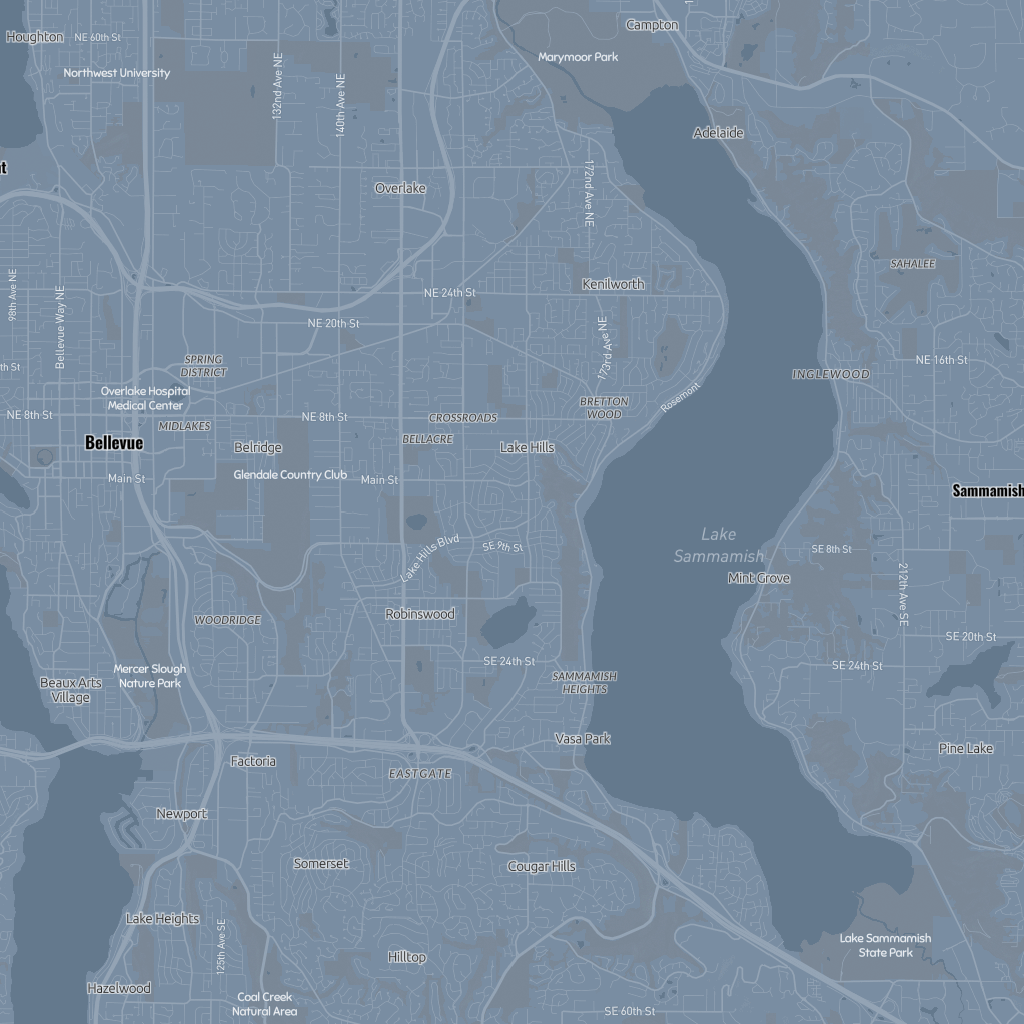 Campton
Houghton
NE 60th St
Marymoor Park
Northwest University
132nd Ave NE
140th Ave NE
Adelaide
Overlake
172nd Ave NE
SAHALEE
98th Ave NE
Bellevue Way NE
Kenilworth
NE 24th St
NE 20th St
173rd Ave NE
SPRING
DISTRICT
NE 16th St
INGLEWOOD
Overlake Hospital
Medical Center
Rosemont
BRETTON
WOOD
NE 8th St
NE 8th St
CROSSROADS
MIDLAKES
Bellevue
BELLACRE
Belridge
Lake Hills
Main St
Glendale Country Club
Main St
Sammamish
Lake
Sammamish
Lake Hills Blvd
SE 9th St
SE 8th St
Mint Grove
212th Ave SE
Robinswood
WOODRIDGE
SE 20th St
SE 24th St
SE 24th St
Mercer Slough
Nature Park
Beaux Arts
Village
SAMMAMISH
HEIGHTS
Vasa Park
Pine Lake
Factoria
EASTGATE
Newport
Somerset
Cougar Hills
Lake Heights
125th Ave SE
Lake Sammamish
State Park
Hilltop
Hazelwood
Coal Creek
Natural Area
SE 60th St